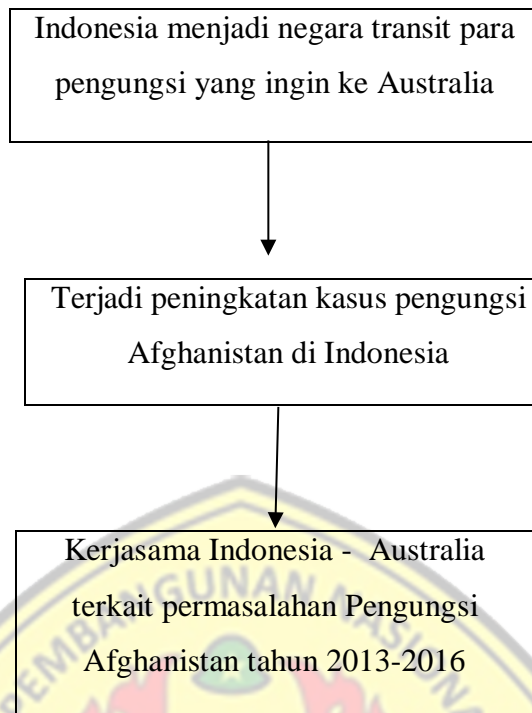 Indonesia menjadi negara transit para
pengungsi yang ingin ke Australia
Terjadi peningkatan kasus pengungsi
Afghanistan di Indonesia
Kerjasama Indonesia - Australia
terkait permasalahan Pengungsi
Afghanistan tahun 2013-2016